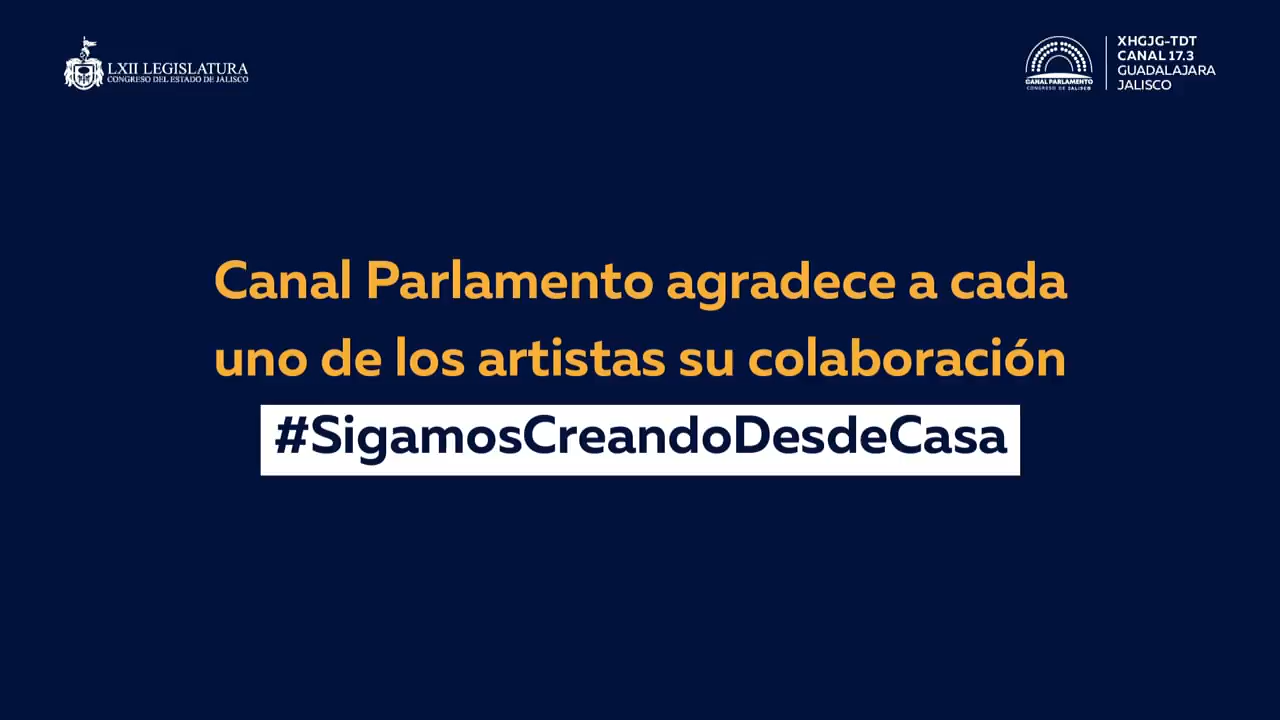 LXII LEGISLATURA
CONGRESO DEL ESTADO DE JALISCO
CANAL PARLAMENTO
CONGRESO DE JALISCO
XHGJG-TDT
CANAL 17.3
GUADALAJARA
JALISCO
Canal Parlamento agradece a cada
uno de los artistas su colaboración
#SigamosCreandoDesdeCasa